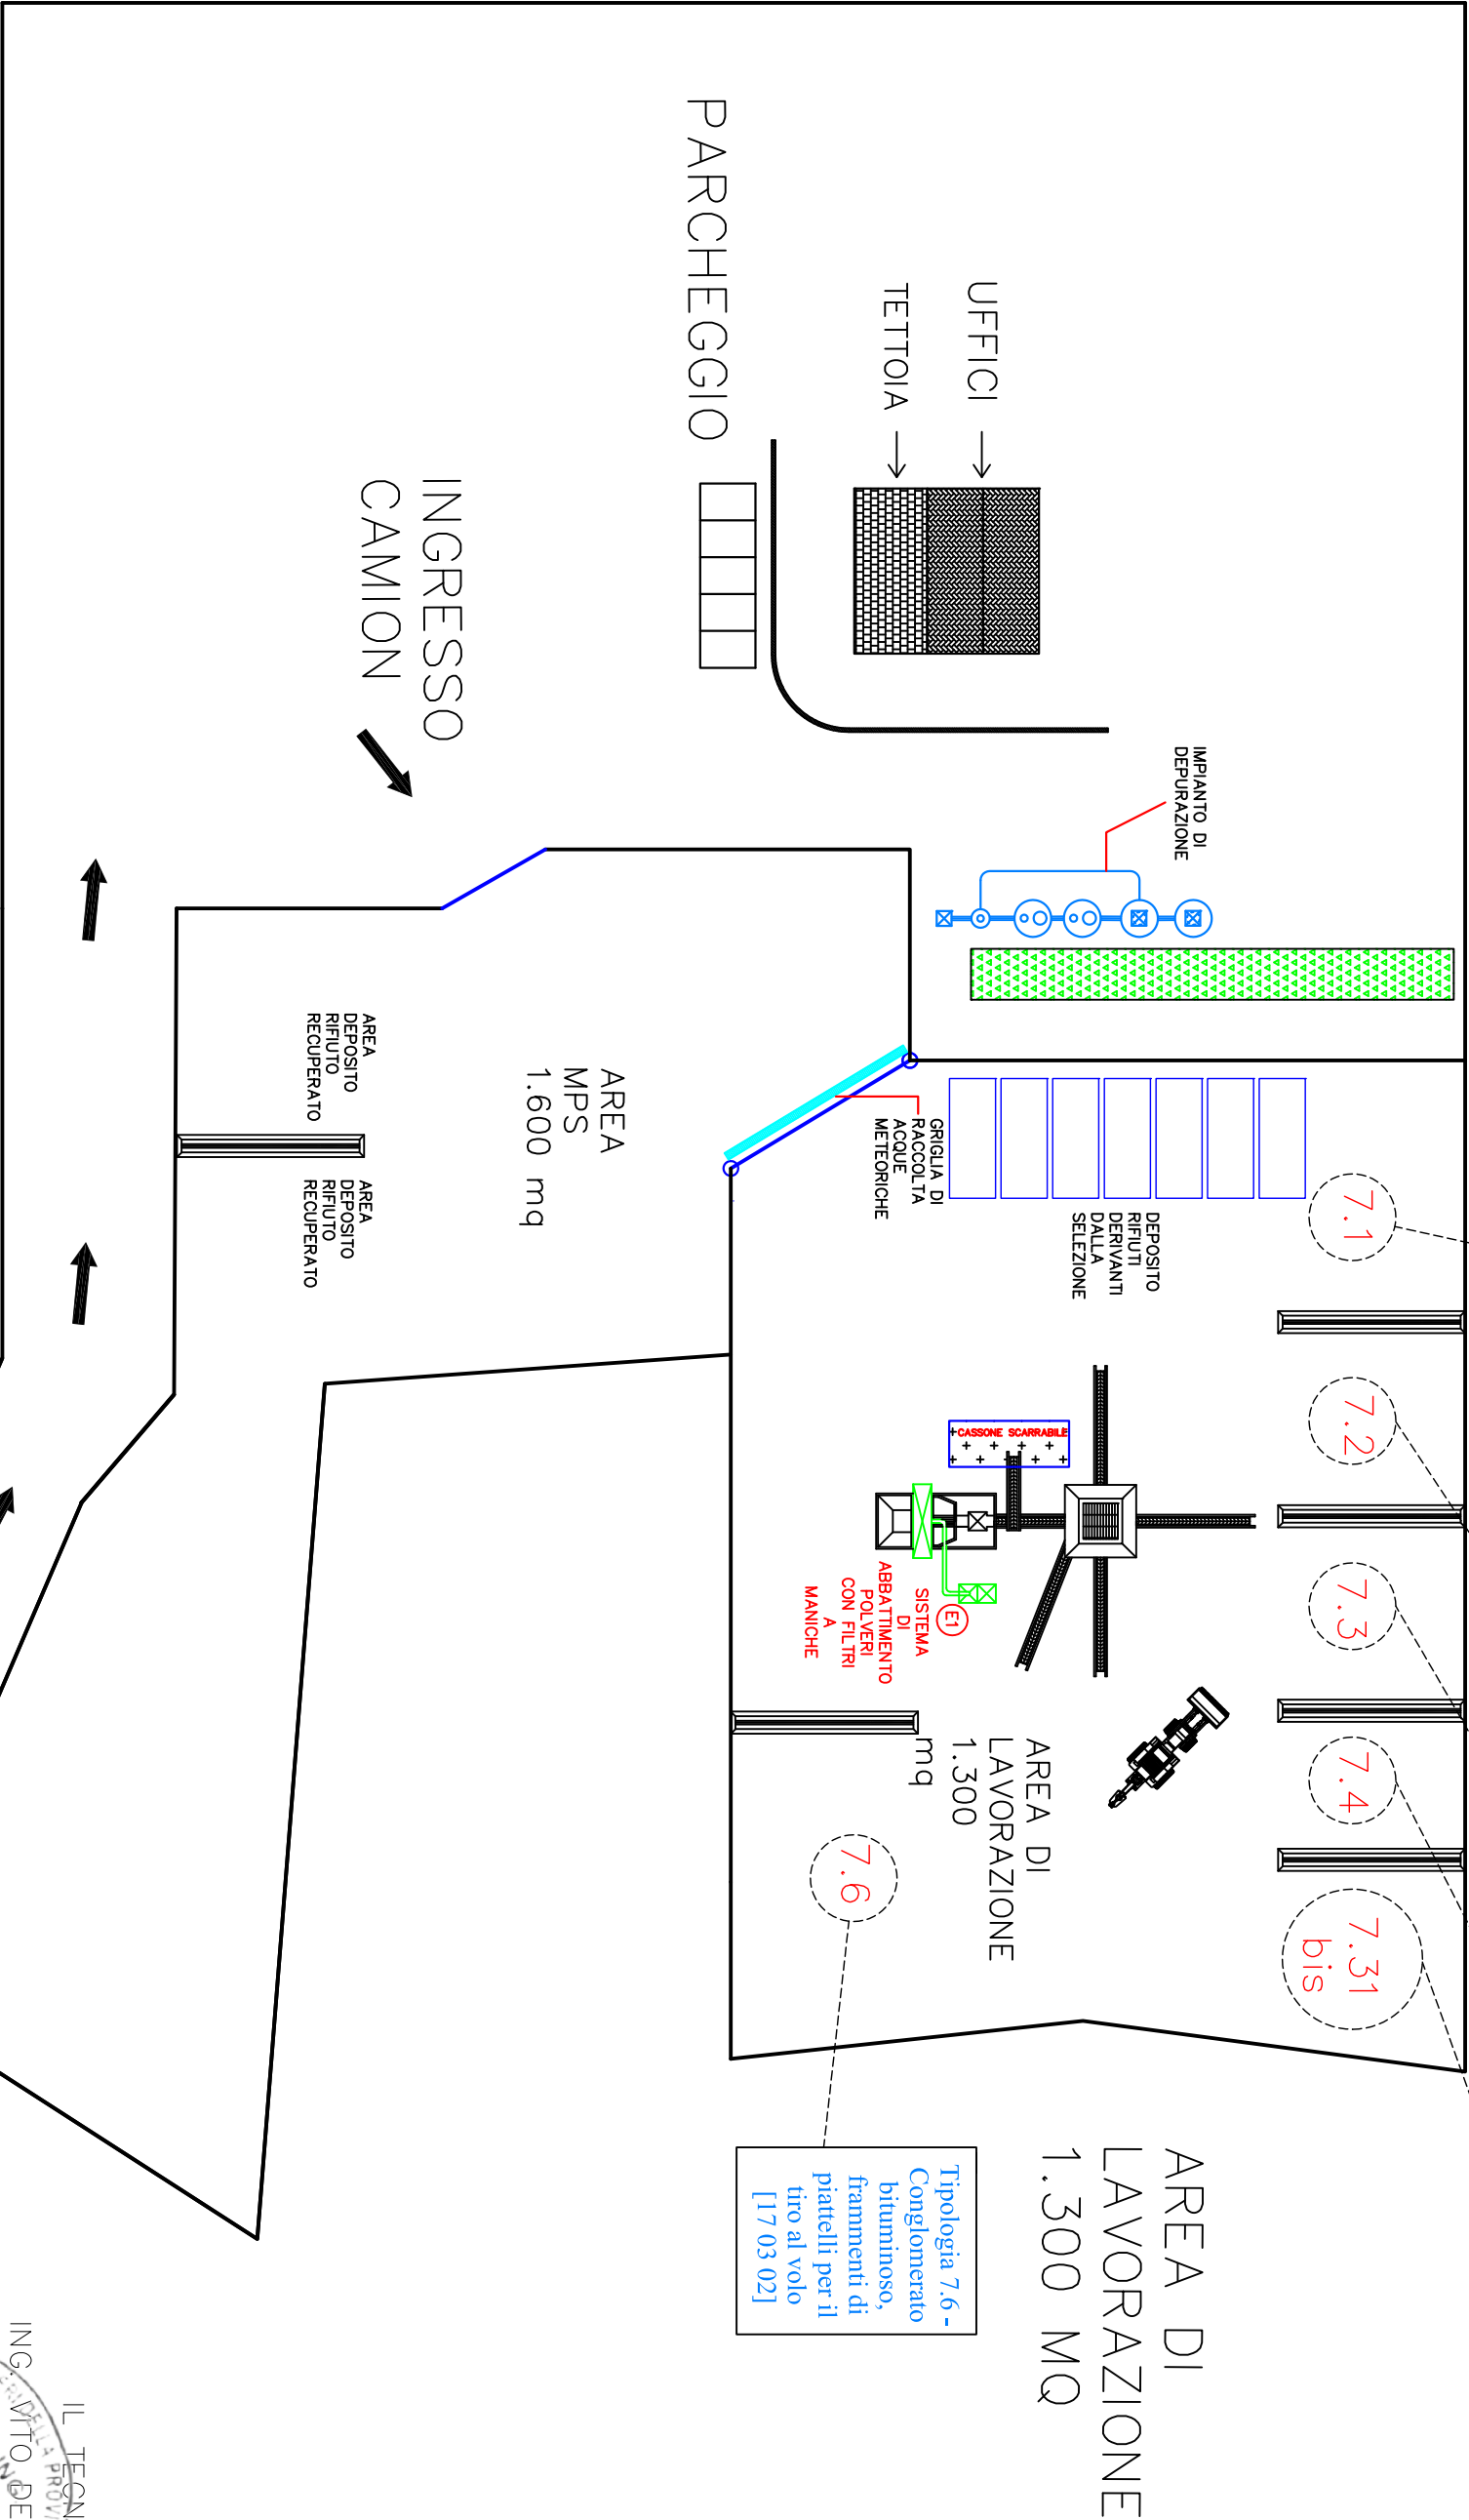 7.1
7.2
7.3
7.4
7.31
bis
AREA DI
LAVORAZIONE
1.300 MQ
UFFICI
TETTOIA
IMPIANTO DI
DEPURAZIONE
DEPOSITO
RIFIUTI
DERIVANTI
DALLA
SELEZIONE
CASSONE SCARRABILE
E1
SISTEMA
DI
ABBATTIMENTO
POLVERI
CON FILTRI
A
MANICHE
AREA DI
LAVORAZIONE
1.300
mq
7.6
Tipologia 7.6 -
Conglomerato
bituminoso,
frammenti di
piattelli per il
tiro al volo
[17 03 02]
GRIGLIA DI
RACCOLTA
ACQUE
METEORICHE
PARCHEGGIO
AREA
MPS
1.600 mq
INGRESSO
CAMION
AREA
DEPOSITO
RIFIUTO
RECUPERATO
AREA
DEPOSITO
RIFIUTO
RECUPERATO
IL TECN
ING. VITO DE